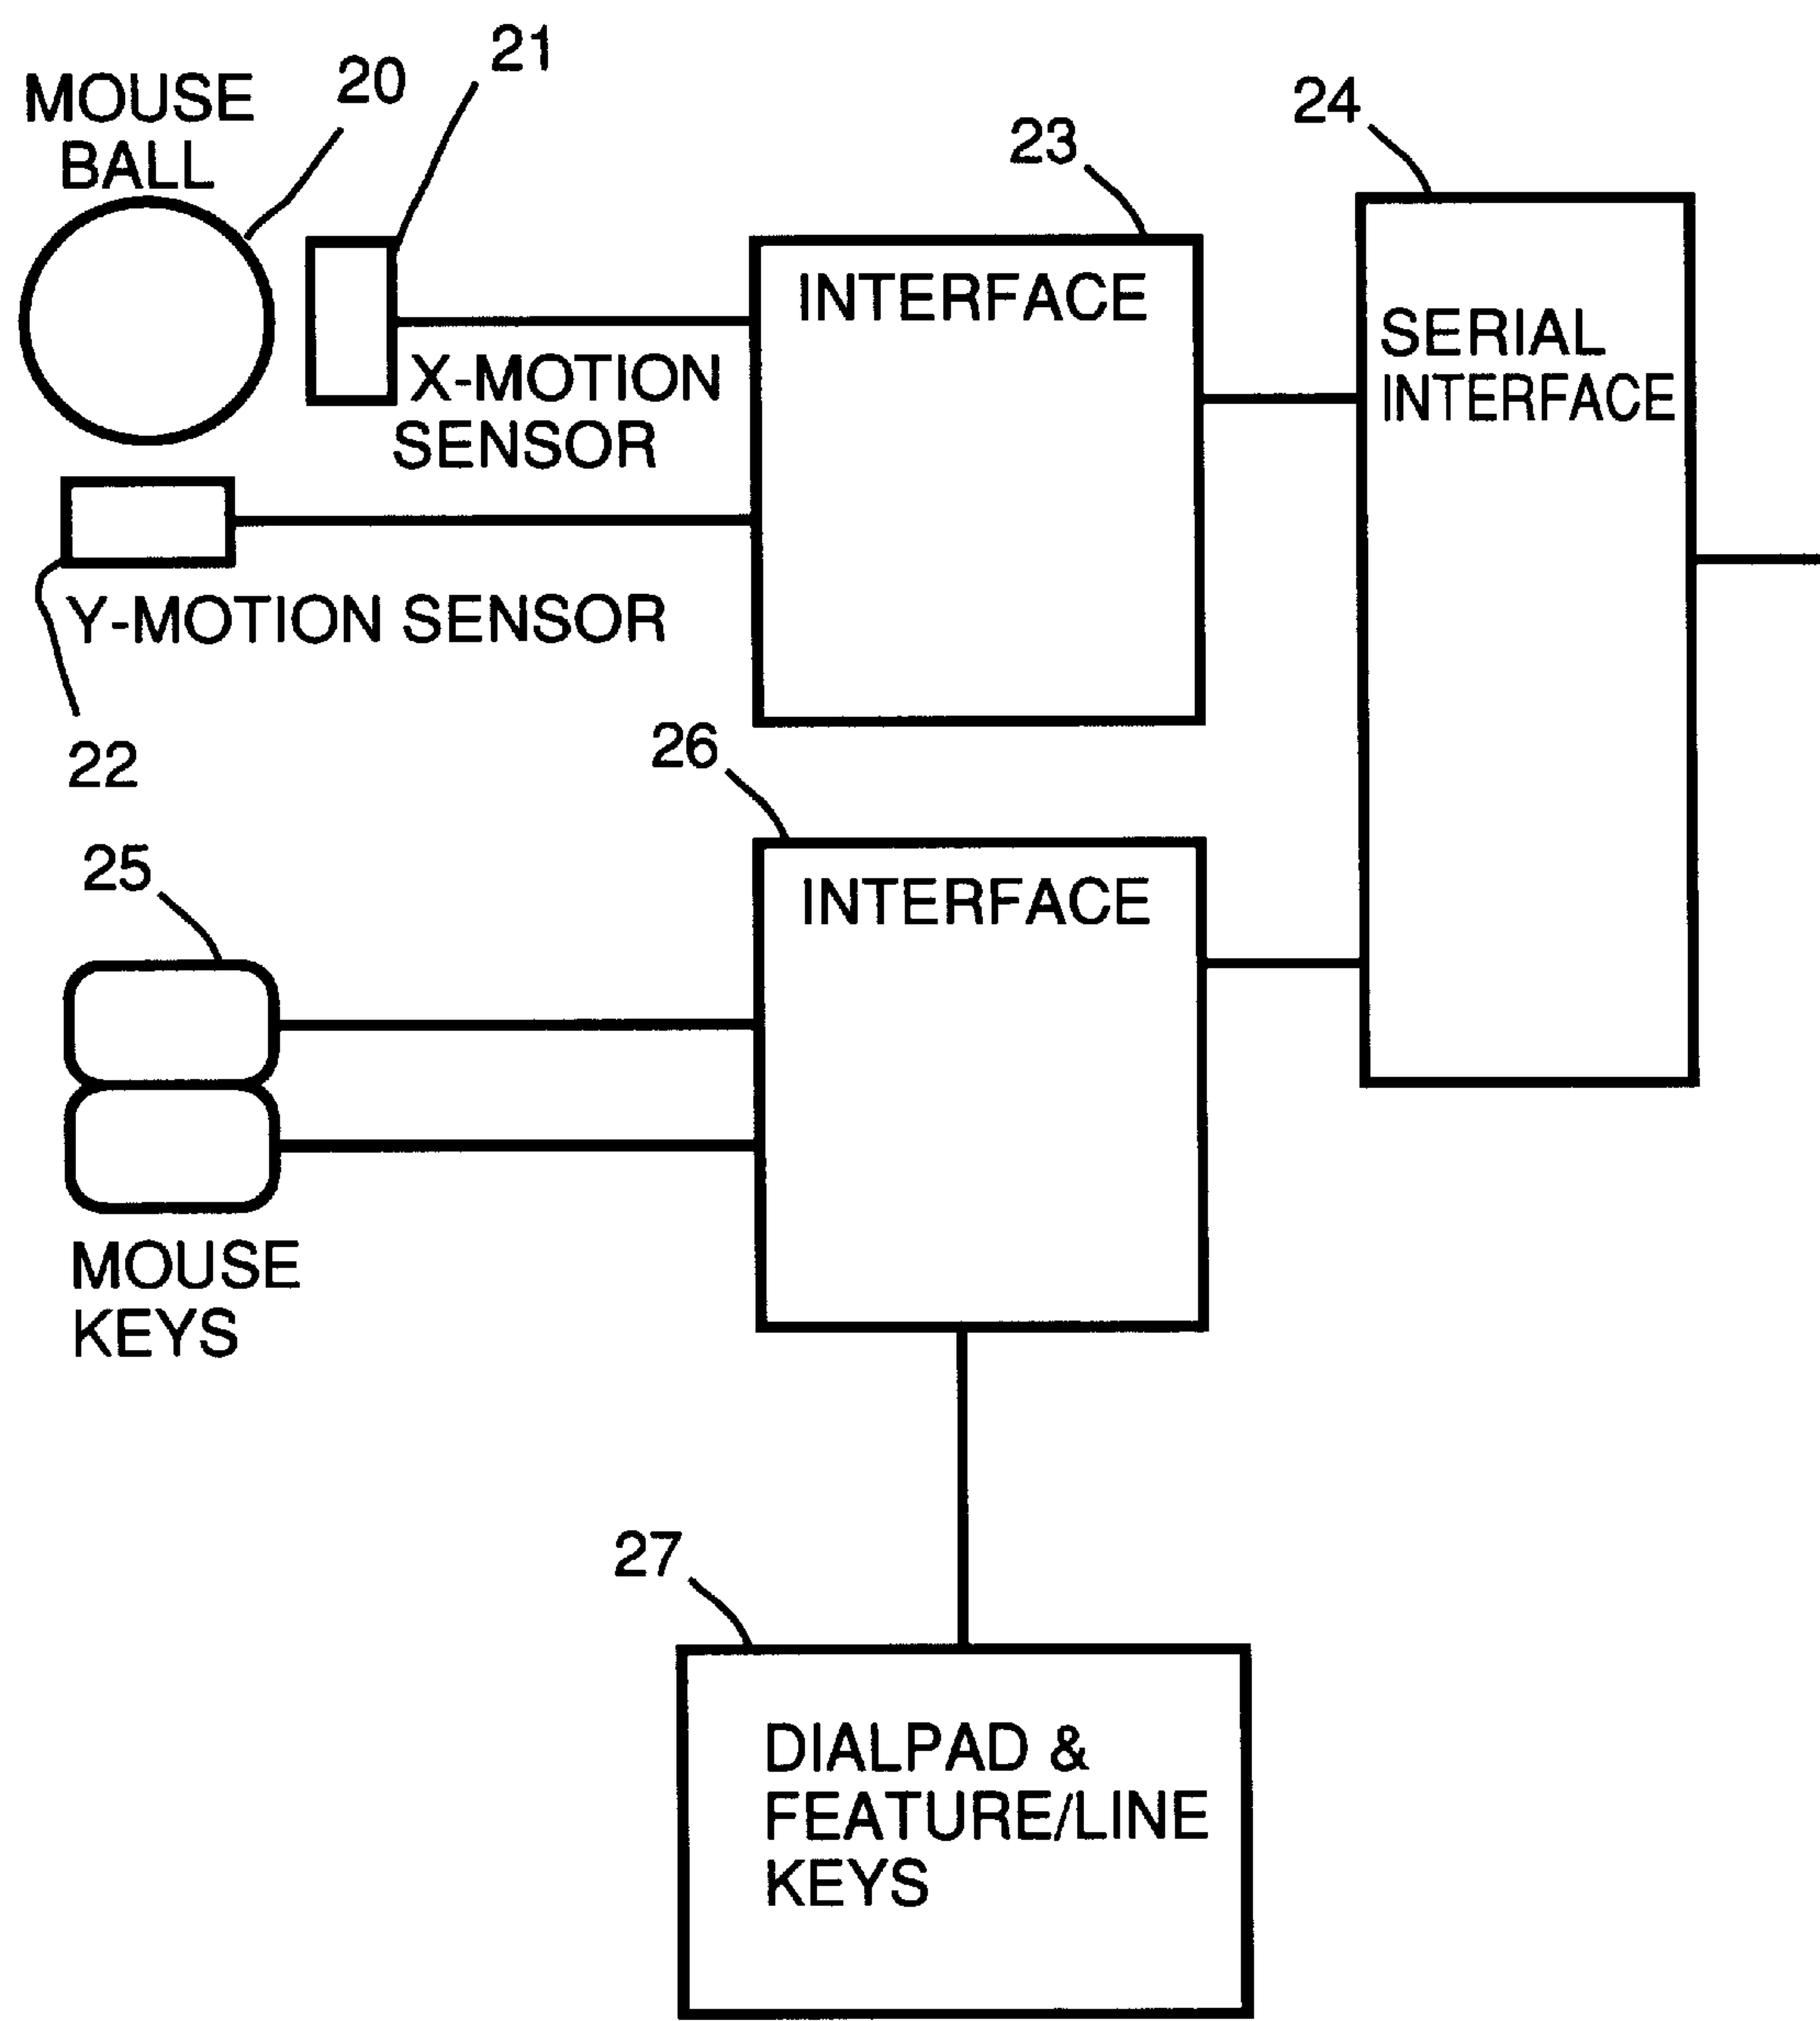 21
20
MOUSE
BALL
24
23
INTERFACE
SERIAL
INTERFACE
X-MOTION
SENSOR
Y-MOTION SENSOR
22
26
25
INTERFACE
MOUSE
KEYS
27
DIALPAD &
FEATURE/LINE
KEYS